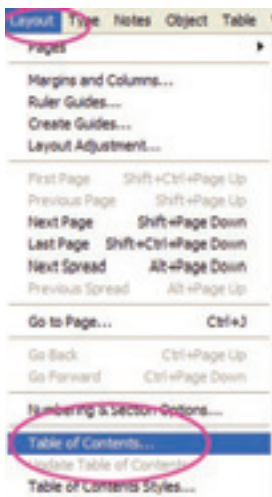 Layout Type Notes Object Table
Pages
Margins and Columns...
Ruler Guides...
Create Guides...
Layout Adjustment...
First Page Shift+Ctrl+Page Up
Previous Page Shift+Page Up
Next Page Shift+Page Down
Last Page Shift+Ctrl+Page Down
Next Spread Alt+Page Down
Previous Spread Alt+Page Up
Go to Page... Ctrl+J
Go Back Ctrl+Page Up
Go Forward Ctrl+Page Down
Numbering & Section Options...
Table of Contents...
Update Table of Contents
Table of Contents Styles...